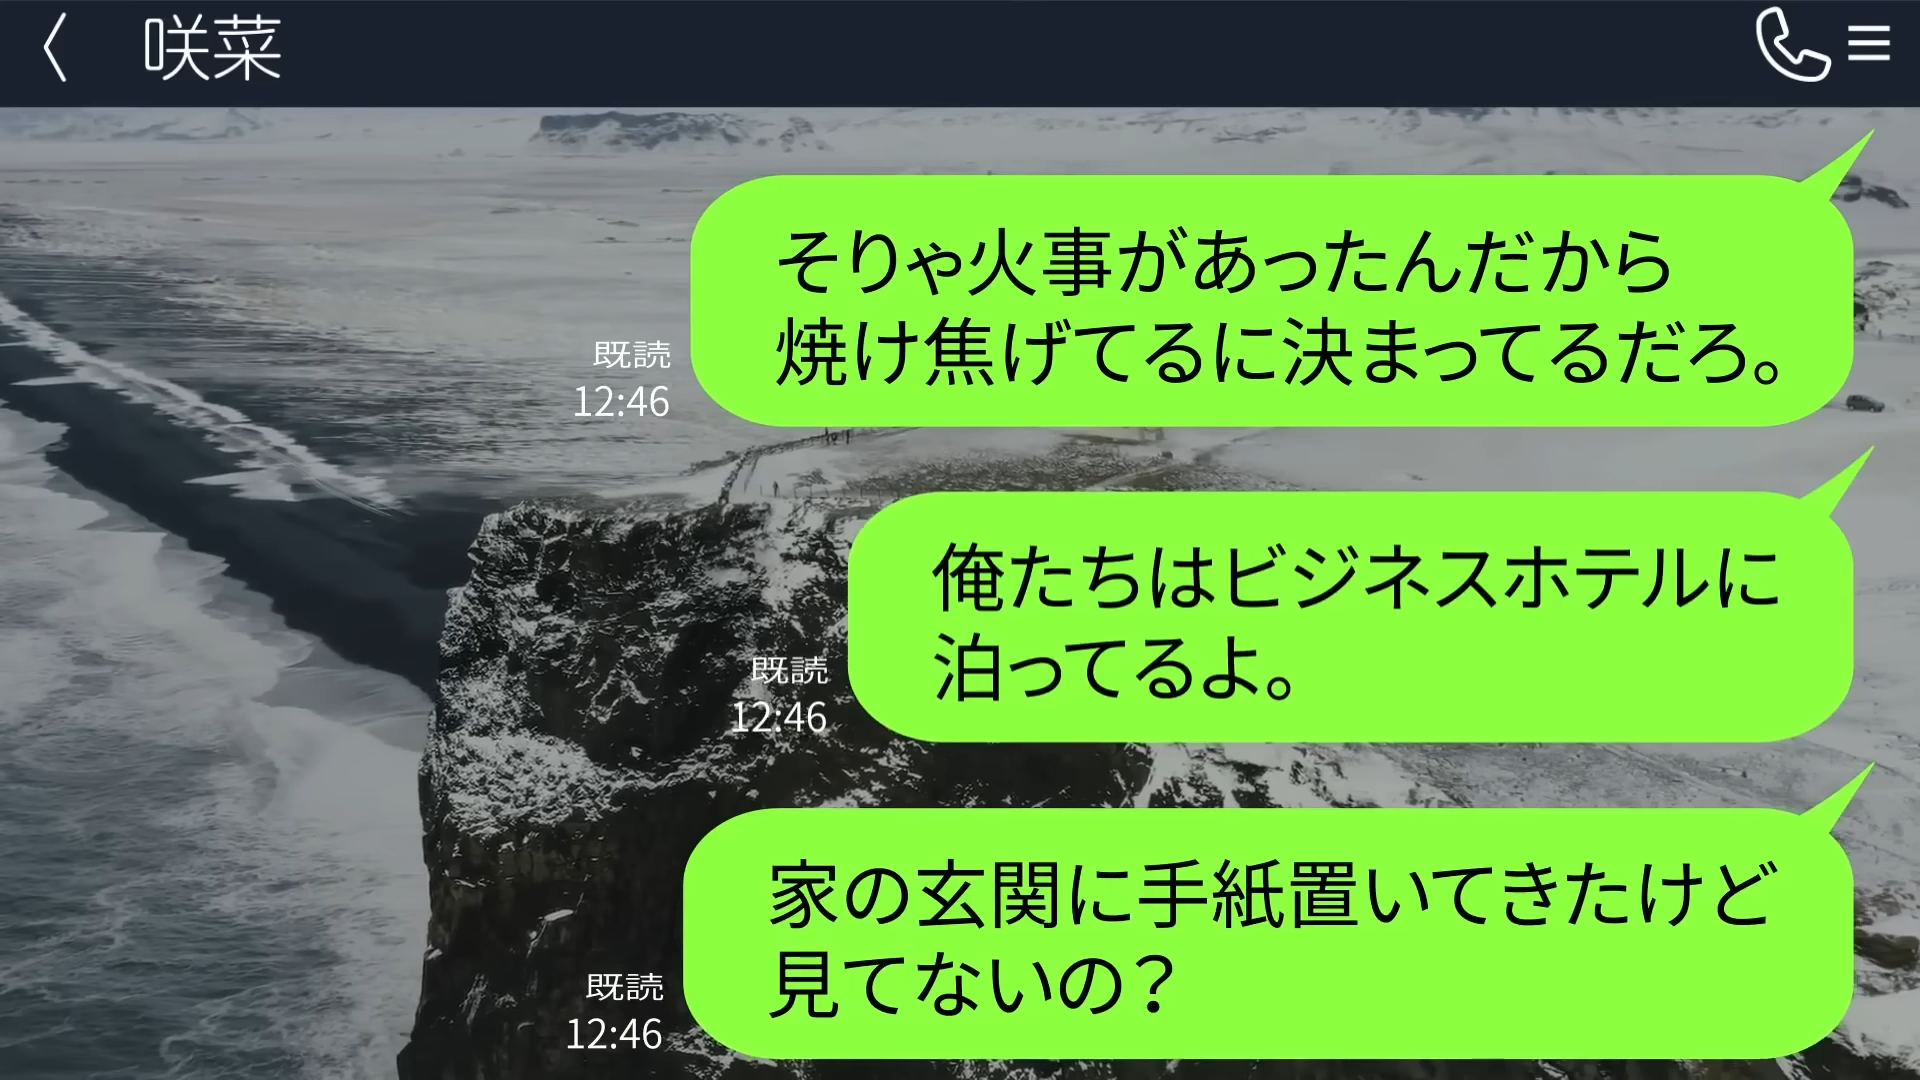 咲菜
そりゃ火事があったんだから
焼け焦げてるに決まってるだろ。
既読
12:46
俺たちはビジネスホテルに
泊ってるよ。
既読
12:46
家の玄関に手紙置いてきたけど
見てないの?
既読
12:46